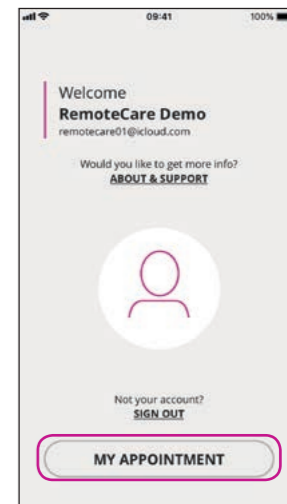 09:41
100%
Welcome
RemoteCare Demo
remotecare01@icloud.com
Would you like to get more info?
ABOUT & SUPPORT
Not your account?
SIGN OUT
MY APPOINTMENT